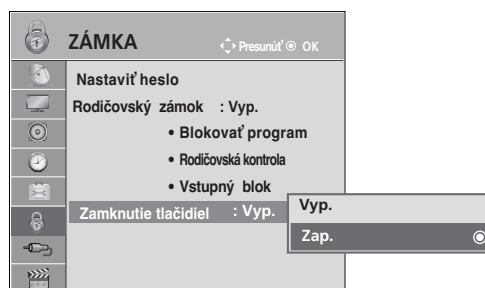 ZÁMKA
Presunúť OK
Nastaviť heslo
Rodičovský zámok : Vyp.
• Blokovať program
• Rodičovská kontrola
• Vstupný blok
Zamknutie tlačidiel : Vyp.
Vyp.
Zap.